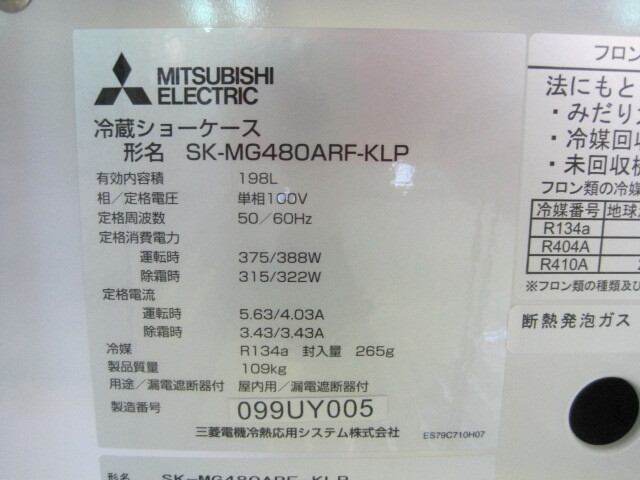 MITSUBISHI
ELECTRIC
冷蔵ショーケース
形名 SK-MG480ARF-KLP
有効内容積 198L
相/定格電圧 単相100V
定格周波数 50/60Hz
定格消費電力
運転時 375/388W
除霜時 315/322W
定格電流
運転時 5.63/4.03A
除霜時 3.43/3.43A
冷媒 R134a 封入量 265g
製品質量 109kg
用途/漏電遮断器付 屋内用/漏電遮断器付
製造番号 099UY005
三菱電機冷熱応用システム株式会社 ES79C710H07
形名 SK-MG480ARF-KLP
フロン
法にもと
・みだり
・冷媒回収
・未回収
フロン類の冷媒
冷媒番号 地球
R134a
R404A
R410A
※フロン類の種類及び
断熱発泡ガス